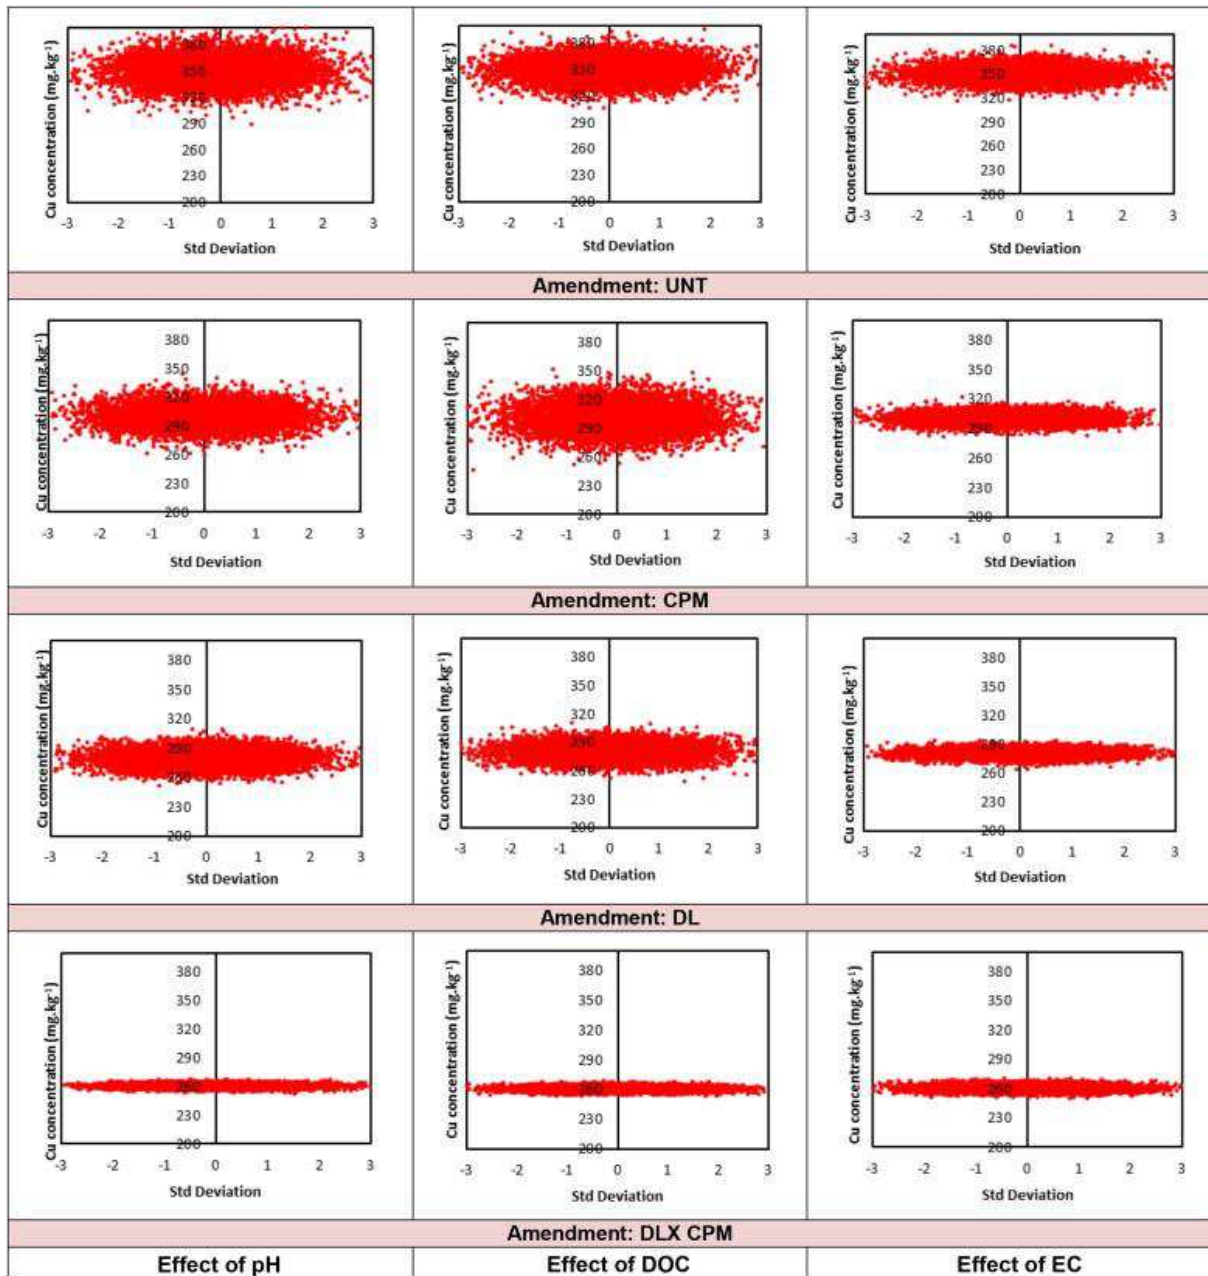 Cu concentration (mg.kg⁻¹)
380
350
320
290
260
230
200
-3 -2 -1 0 1 2 3
Std Deviation
Cu concentration (mg.kg⁻¹)
380
350
320
290
260
230
200
-3 -2 -1 0 1 2 3
Std Deviation
Cu concentration (mg.kg⁻¹)
380
350
320
290
260
230
200
-3 -2 -1 0 1 2 3
Std Deviation
Amendment: UNT
Cu concentration (mg.kg⁻¹)
380
350
320
290
260
230
200
-3 -2 -1 0 1 2 3
Std Deviation
Cu concentration (mg.kg⁻¹)
380
350
320
290
260
230
200
-3 -2 -1 0 1 2 3
Std Deviation
Cu concentration (mg.kg⁻¹)
380
350
320
290
260
230
200
-3 -2 -1 0 1 2 3
Std Deviation
Amendment: CPM
Cu concentration (mg.kg⁻¹)
380
350
320
290
260
230
200
-3 -2 -1 0 1 2 3
Std Deviation
Cu concentration (mg.kg⁻¹)
380
350
320
290
260
230
200
-3 -2 -1 0 1 2 3
Std Deviation
Cu concentration (mg.kg⁻¹)
380
350
320
290
260
230
200
-3 -2 -1 0 1 2 3
Std Deviation
Amendment: DL
Cu concentration (mg.kg⁻¹)
380
350
320
290
260
230
200
-3 -2 -1 0 1 2 3
Std Deviation
Cu concentration (mg.kg⁻¹)
380
350
320
290
260
230
200
-3 -2 -1 0 1 2 3
Std Deviation
Cu concentration (mg.kg⁻¹)
380
350
320
290
260
230
200
-3 -2 -1 0 1 2 3
Std Deviation
Amendment: DLX CPM
Effect of pH Effect of DOC Effect of EC